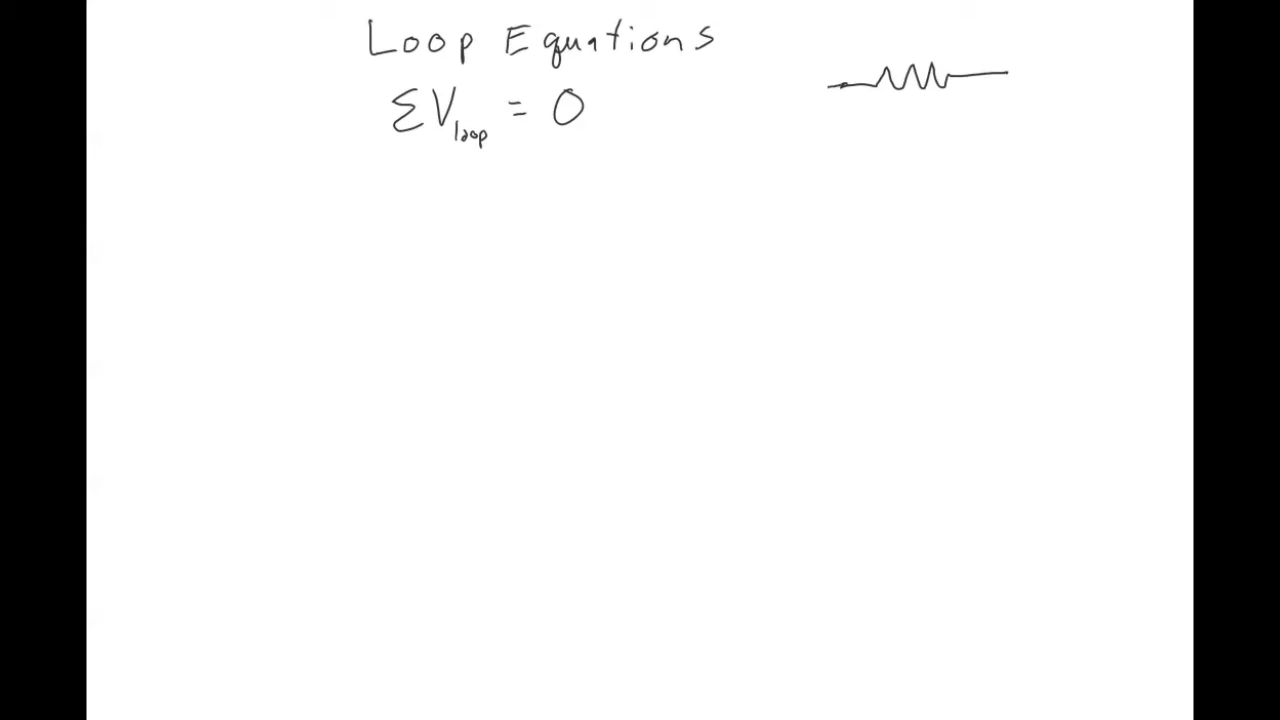 Loop Equations
ΣV_loop = 0